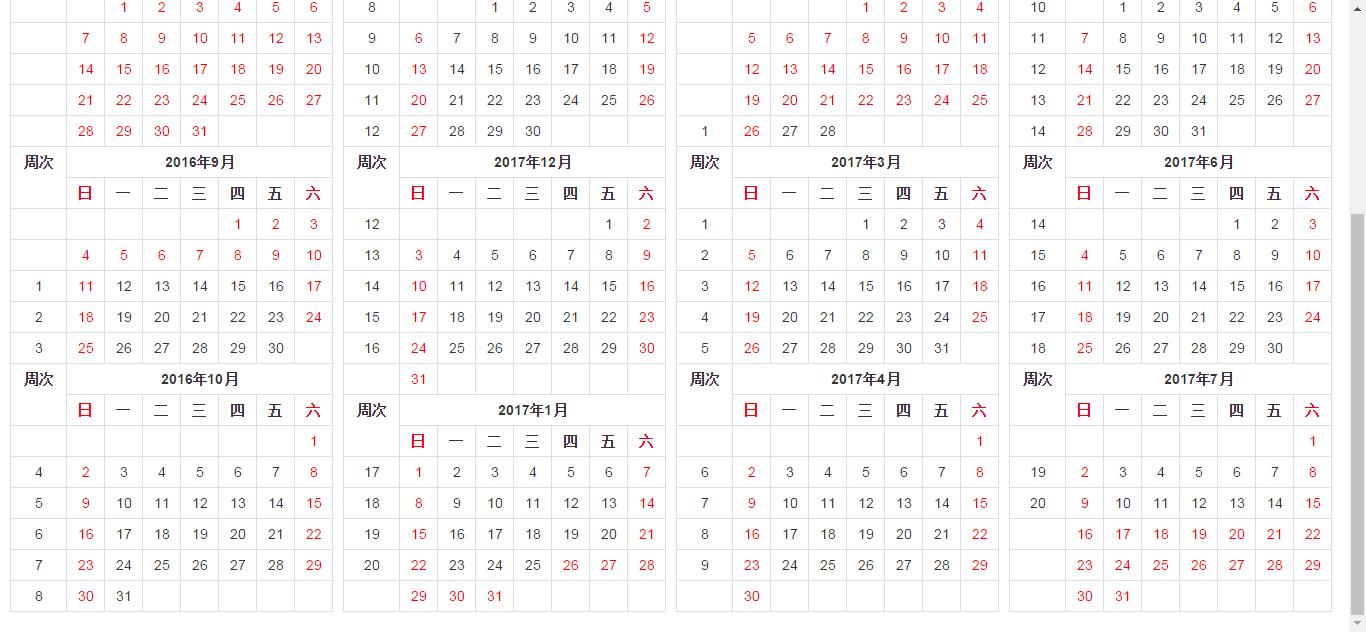 1 2 3 4 5 6
7 8 9 10 11 12 13
14 15 16 17 18 19 20
21 22 23 24 25 26 27
28 29 30 31
周次 2016年9月
日 一 二 三 四 五 六
1 2 3
4 5 6 7 8 9 10
1 11 12 13 14 15 16 17
2 18 19 20 21 22 23 24
3 25 26 27 28 29 30
周次 2016年10月
日 一 二 三 四 五 六
1
4 2 3 4 5 6 7 8
5 9 10 11 12 13 14 15
6 16 17 18 19 20 21 22
7 23 24 25 26 27 28 29
8 30 31
8 1 2 3 4 5
9 6 7 8 9 10 11 12
10 13 14 15 16 17 18 19
11 20 21 22 23 24 25 26
12 27 28 29 30
周次 2017年12月
日 一 二 三 四 五 六
12 1 2
13 3 4 5 6 7 8 9
14 10 11 12 13 14 15 16
15 17 18 19 20 21 22 23
16 24 25 26 27 28 29 30
31
周次 2017年1月
日 一 二 三 四 五 六
17 1 2 3 4 5 6 7
18 8 9 10 11 12 13 14
19 15 16 17 18 19 20 21
20 22 23 24 25 26 27 28
29 30 31
1 2 3 4
5 6 7 8 9 10 11
12 13 14 15 16 17 18
19 20 21 22 23 24 25
1 26 27 28
周次 2017年3月
日 一 二 三 四 五 六
1 1 2 3 4
2 5 6 7 8 9 10 11
3 12 13 14 15 16 17 18
4 19 20 21 22 23 24 25
5 26 27 28 29 30 31
周次 2017年4月
日 一 二 三 四 五 六
1
6 2 3 4 5 6 7 8
7 9 10 11 12 13 14 15
8 16 17 18 19 20 21 22
9 23 24 25 26 27 28 29
30
10 1 2 3 4 5 6
11 7 8 9 10 11 12 13
12 14 15 16 17 18 19 20
13 21 22 23 24 25 26 27
14 28 29 30 31
周次 2017年6月
日 一 二 三 四 五 六
14 1 2 3
15 4 5 6 7 8 9 10
16 11 12 13 14 15 16 17
17 18 19 20 21 22 23 24
18 25 26 27 28 29 30
周次 2017年7月
日 一 二 三 四 五 六
1
19 2 3 4 5 6 7 8
20 9 10 11 12 13 14 15
16 17 18 19 20 21 22
23 24 25 26 27 28 29
30 31